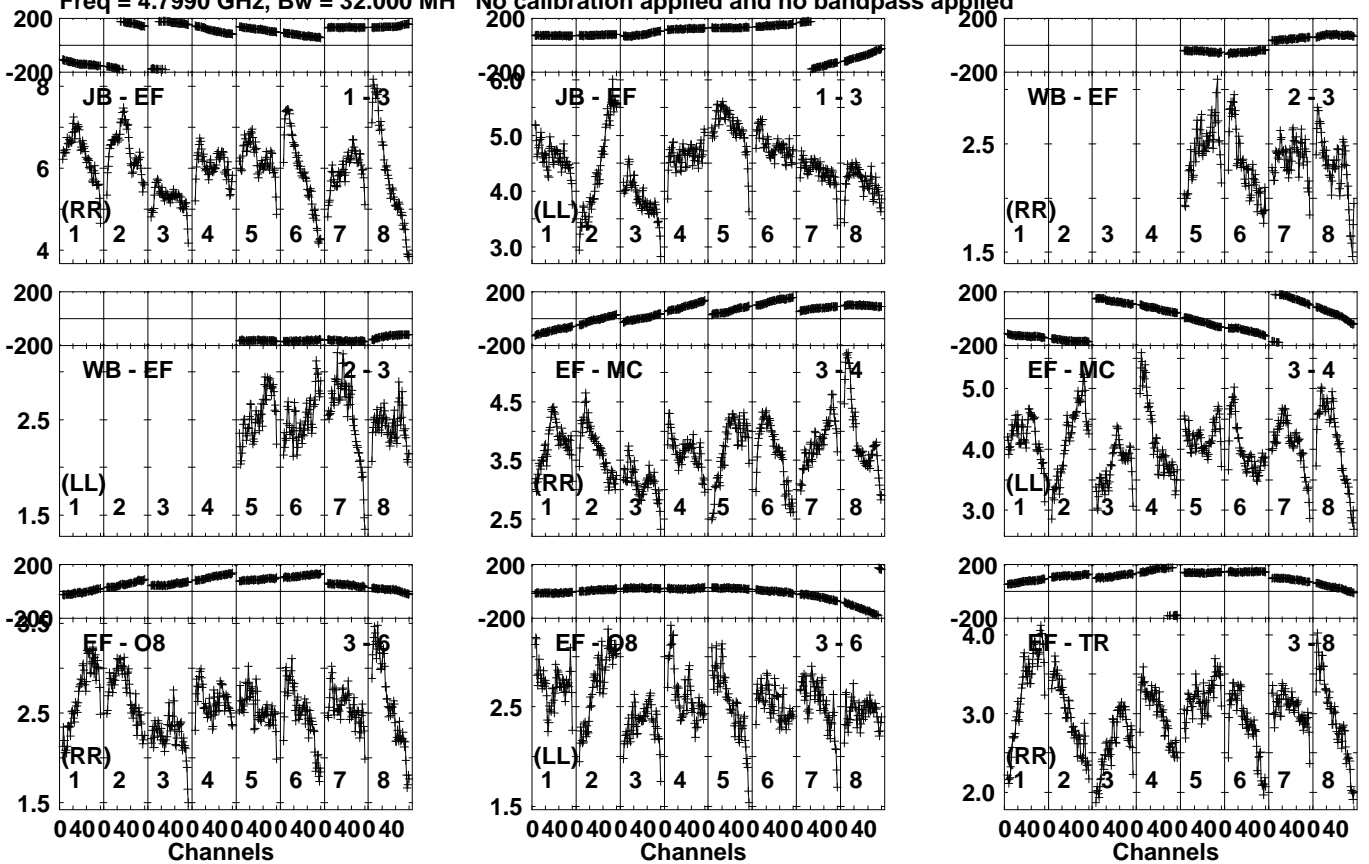 Freq = 4.7990 GHz, Bw = 32.000 MH No calibration applied and no bandpass applied
200 200 200
-200 -200 -200
8 6.0
JB - EF 1 - 3 JB - EF 1 - 3 WB - EF 2 - 3
5.0 2.5
6 4.0
(RR) (LL) (RR)
1 2 3 4 5 6 7 8 1 2 3 4 5 6 7 8 1 2 3 4 5 6 7 8
4 3.0 1.5
200 200 200
-200 -200 -200
WB - EF 2 - 3 EF - MC 3 - 4 EF - MC 3 - 4
2.5 4.5 5.0
3.5 4.0
(LL) (RR) (LL)
1 2 3 4 5 6 7 8 1 2 3 4 5 6 7 8 1 2 3 4 5 6 7 8
1.5 2.5 3.0
200 200 200
-200 -200 -200
3.5 4.0
EF - O8 3 - 6 EF - O8 3 - 6 EF - TR 3 - 8
2.5 2.5 3.0
(RR) (LL) (RR)
1 2 3 4 5 6 7 8 1 2 3 4 5 6 7 8 1 2 3 4 5 6 7 8
1.5 1.5 2.0
0 40 0 40 0 40 0 40 0 40 0 40 0 40 0 40 0 40 0 40 0 40 0 40 0 40 0 40 0 40 0 40 0 40 0 40 0 40 0 40 0 40 0 40 0 40 0 40
Channels Channels Channels